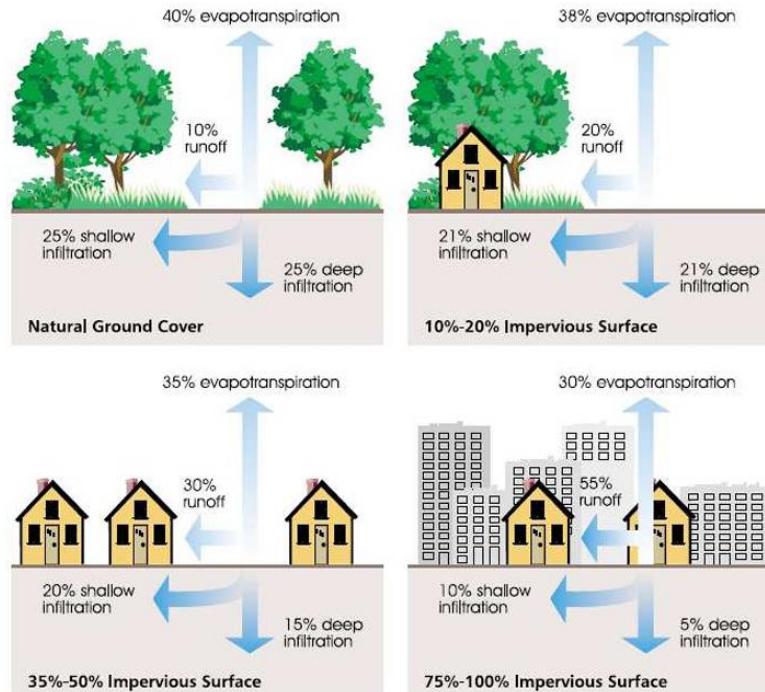 40% evapotranspiration
10%
runoff
25% shallow
infiltration
25% deep
infiltration
Natural Ground Cover
38% evapotranspiration
20%
runoff
21% shallow
infiltration
21% deep
infiltration
10%-20% Impervious Surface
35% evapotranspiration
30%
runoff
20% shallow
infiltration
15% deep
infiltration
35%-50% Impervious Surface
30% evapotranspiration
55%
runoff
10% shallow
infiltration
5% deep
infiltration
75%-100% Impervious Surface